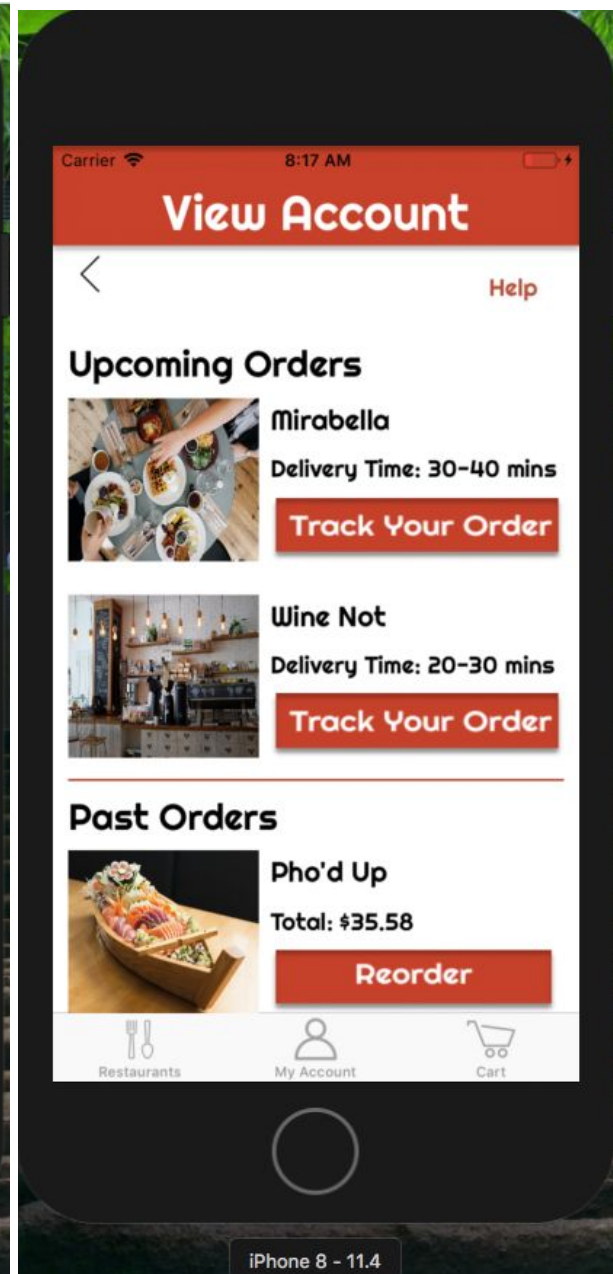 Carrier 8:17 AM
View Account
Help
Upcoming Orders
Mirabella
Delivery Time: 30-40 mins
Track Your Order
Wine Not
Delivery Time: 20-30 mins
Track Your Order
Past Orders
Pho'd Up
Total: $35.58
Reorder
Restaurants My Account Cart
iPhone 8 - 11.4